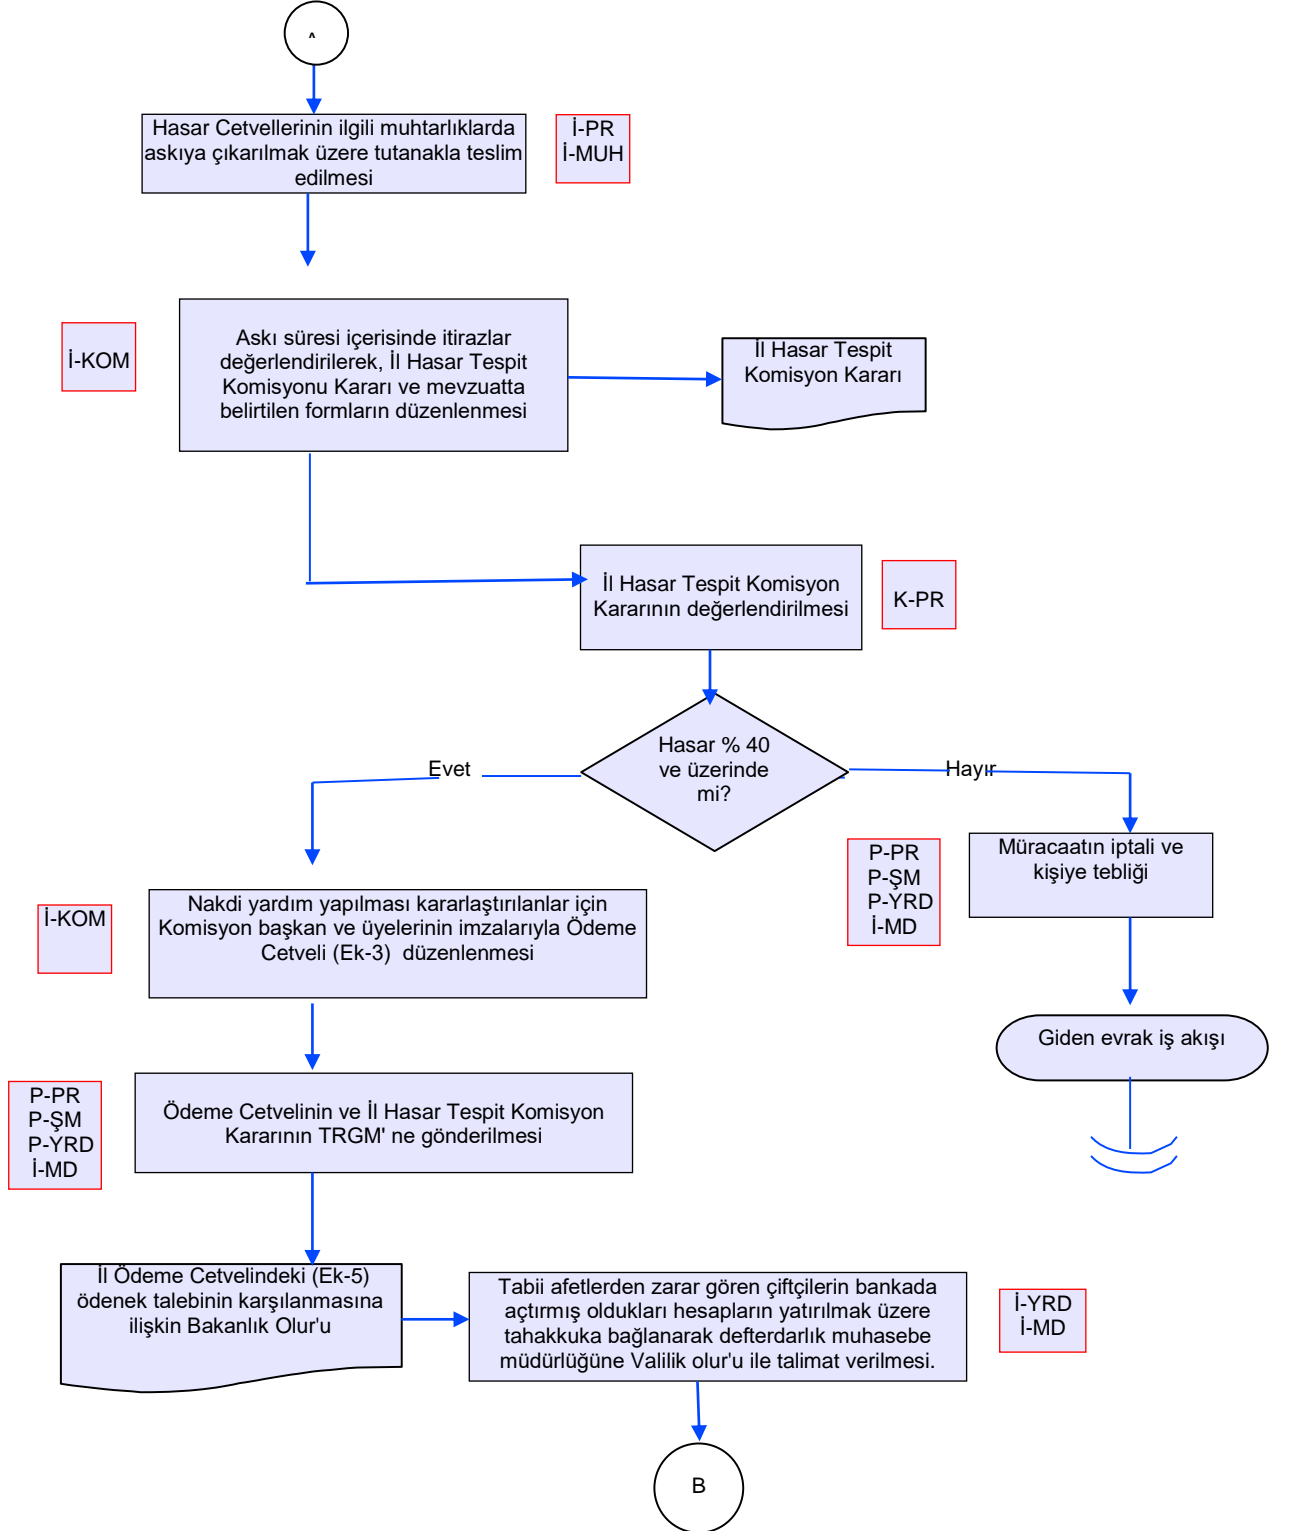 A
Hasar Cetvellerinin ilgili muhtarlıklarda
askıya çıkarılmak üzere tutanakla teslim
edilmesi
İ-PR
İ-MUH
İ-KOM
Askı süresi içerisinde itirazlar
değerlendirilerek, İl Hasar Tespit
Komisyonu Kararı ve mevzuatta
belirtilen formların düzenlenmesi
İl Hasar Tespit
Komisyon Kararı
İl Hasar Tespit Komisyon
Kararının değerlendirilmesi
K-PR
Hasar % 40
ve üzerinde
mi?
Evet
Hayır
P-PR
P-ŞM
P-YRD
İ-MD
Müracaatın iptali ve
kişiye tebliği
İ-KOM
Nakdi yardım yapılması kararlaştırılanlar için
Komisyon başkan ve üyelerinin imzalarıyla Ödeme
Cetveli (Ek-3) düzenlenmesi
Giden evrak iş akışı
P-PR
P-ŞM
P-YRD
İ-MD
Ödeme Cetvelinin ve İl Hasar Tespit Komisyon
Kararının TRGM' ne gönderilmesi
İl Ödeme Cetvelindeki (Ek-5)
ödenek talebinin karşılanmasına
ilişkin Bakanlık Olur'u
Tabii afetlerden zarar gören çiftçilerin bankada
açtırmış oldukları hesapların yatırılmak üzere
tahakkuka bağlanarak defterdarlık muhasebe
müdürlüğüne Valilik olur'u ile talimat verilmesi.
İ-YRD
İ-MD
B